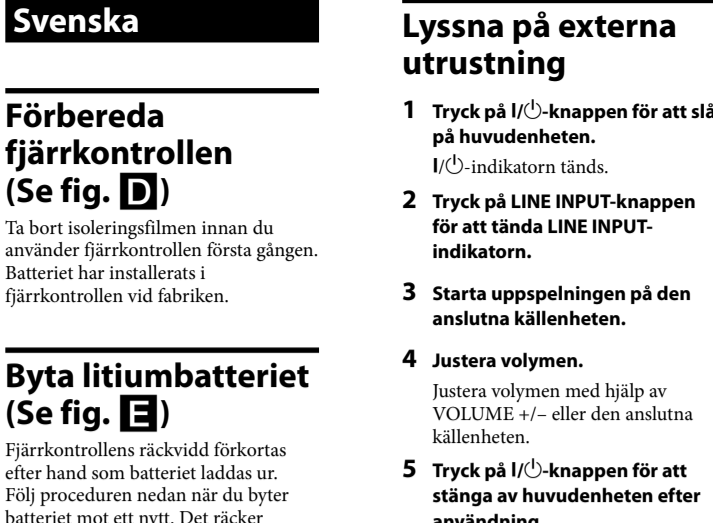 Svenska
Förbereda
fjärrkontrollen
(Se fig. D)
Ta bort isoleringsfilmen innan du
använder fjärrkontrollen första gången.
Batteriet har installerats i
fjärrkontrollen vid fabriken.
Byta litiumbatteriet
(Se fig. E)
Fjärrkontrollens räckvidd förkortas
efter hand som batteriet laddas ur.
Följ proceduren nedan när du byter
batteriet mot ett nytt. Det räcker
Lyssna på externa
utrustning
1 Tryck på I/⏻-knappen för att slå
på huvudenheten.
I/⏻-indikatorn tänds.
2 Tryck på LINE INPUT-knappen
för att tända LINE INPUT-
indikatorn.
3 Starta uppspelningen på den
anslutna källenheten.
4 Justera volymen.
Justera volymen med hjälp av
VOLUME +/– eller den anslutna
källenheten.
5 Tryck på I/⏻-knappen för att
stänga av huvudenheten efter
användning.